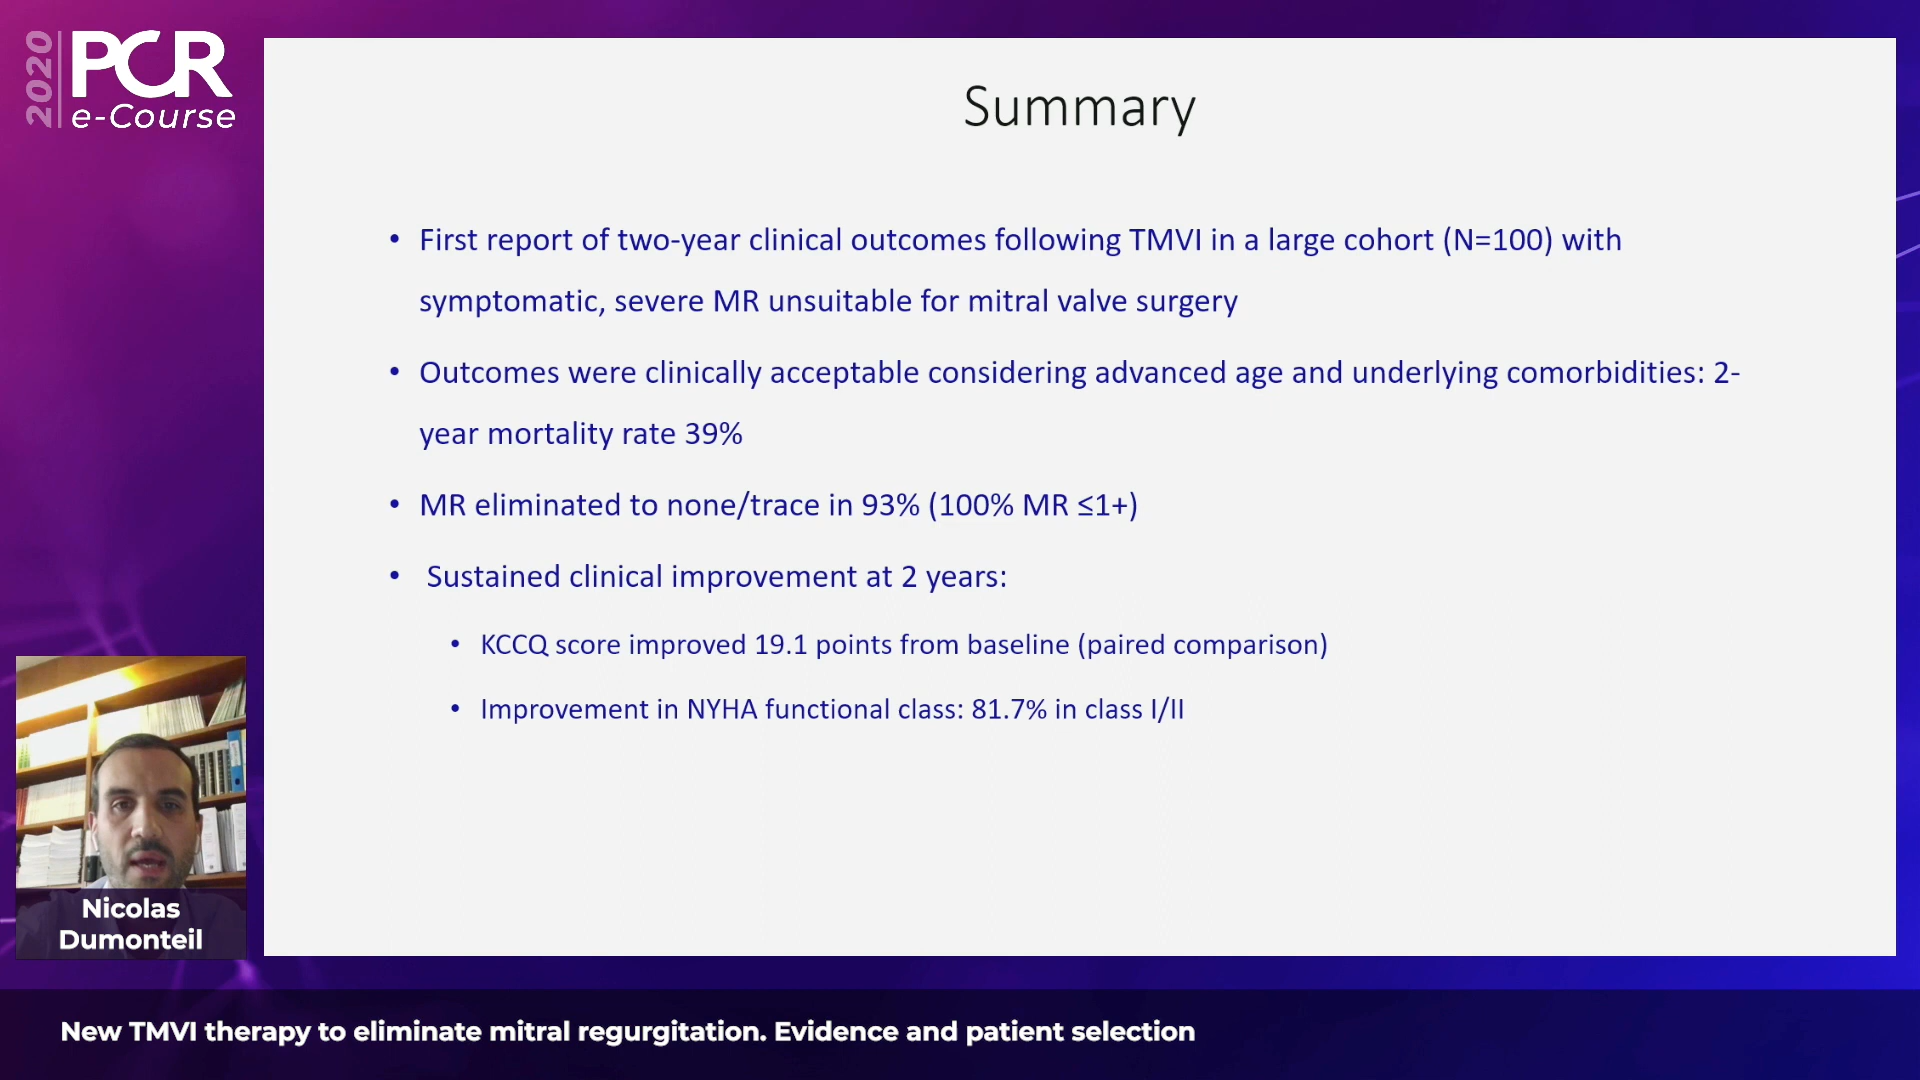 2020
PCR
e-Course
Summary
• First report of two-year clinical outcomes following TMVI in a large cohort (N=100) with
symptomatic, severe MR unsuitable for mitral valve surgery
• Outcomes were clinically acceptable considering advanced age and underlying comorbidities: 2-
year mortality rate 39%
• MR eliminated to none/trace in 93% (100% MR ≤1+)
• Sustained clinical improvement at 2 years:
• KCCQ score improved 19.1 points from baseline (paired comparison)
• Improvement in NYHA functional class: 81.7% in class I/II
Nicolas
Dumonteil
New TMVI therapy to eliminate mitral regurgitation. Evidence and patient selection